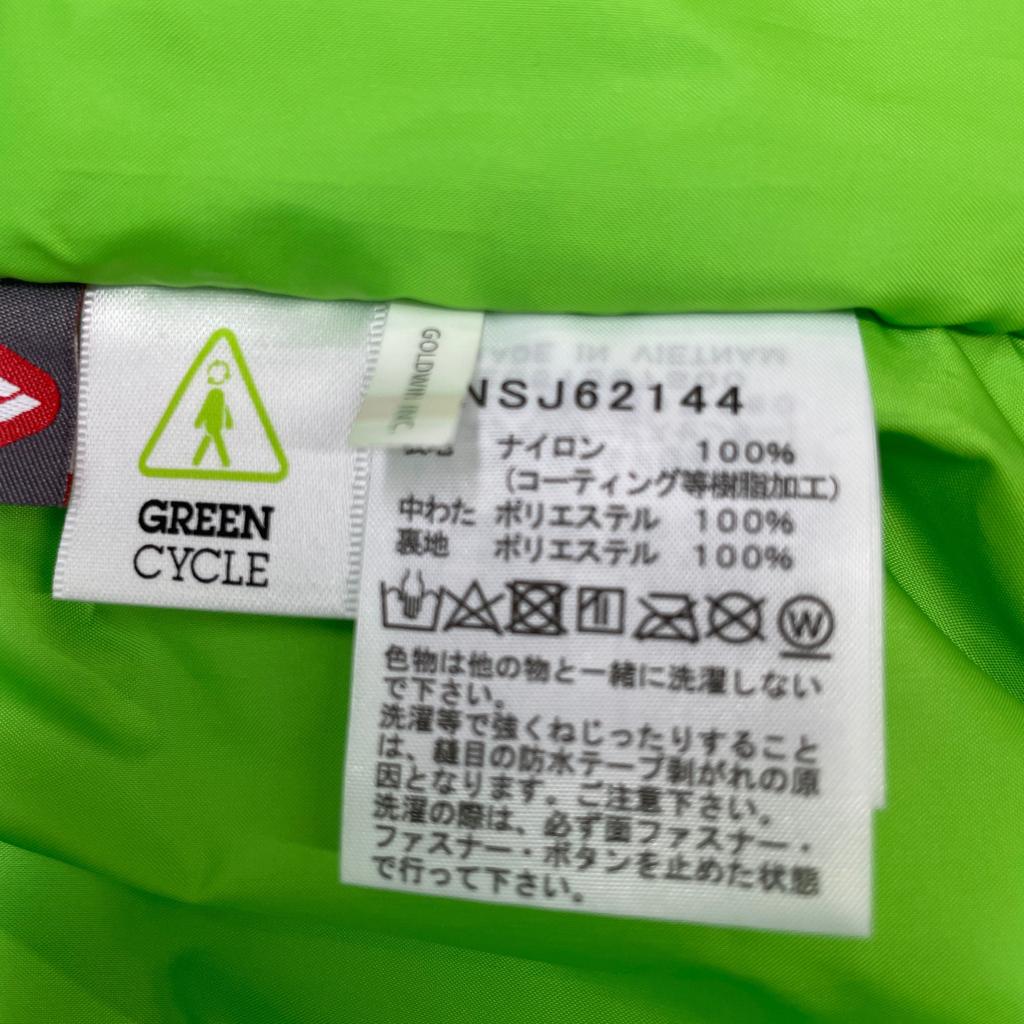 GREEN
CYCLE
GOLDWIN INC.
MADE IN VIETNAM
NSJ62144
表地 ナイロン 100%
(コーティング等樹脂加工)
中わた ポリエステル 100%
裏地 ポリエステル 100%
W
色物は他の物と一緒に洗濯しない
で下さい。
洗濯等で強くねじったりすること
は、縫目の防水テープ剥がれの原
因となります。ご注意下さい。
洗濯の際は、必ず面ファスナー・
ファスナー・ボタンを止めた状態
で行って下さい。